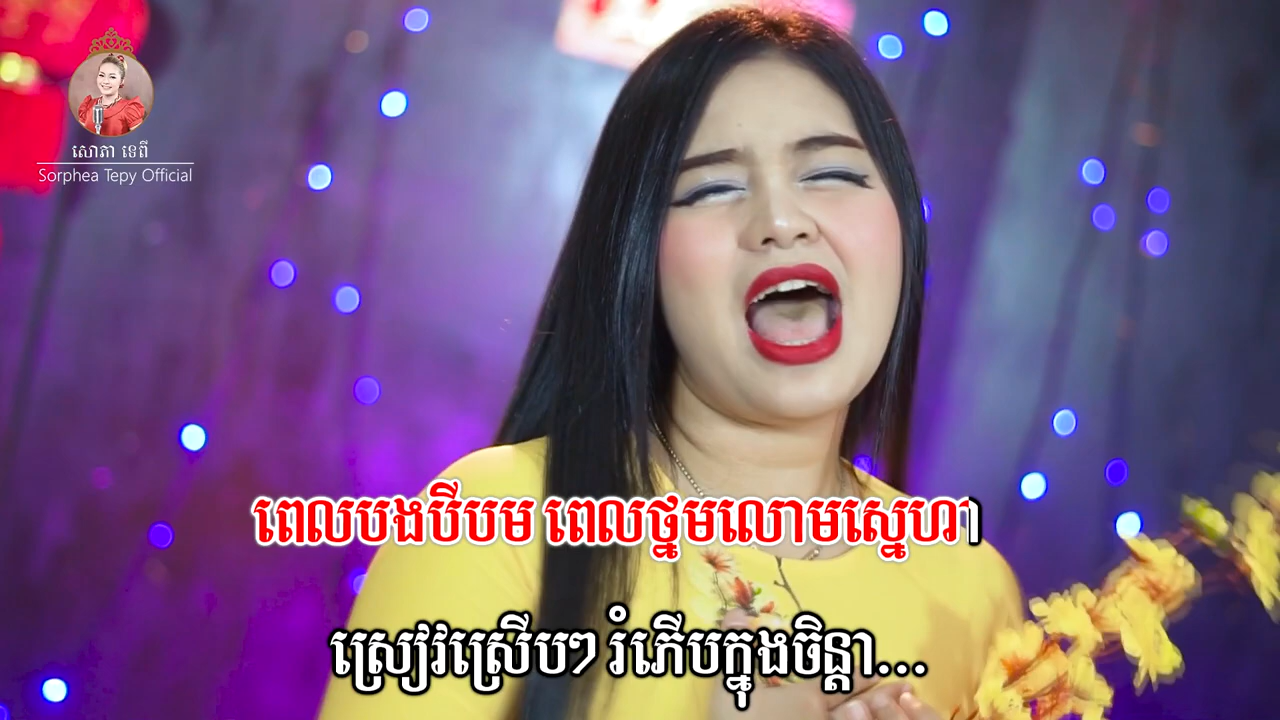 សោភា ទេពី
Sorphea Tepy Official
ពេលបងបីបម ពេលថ្នមលោមស្នេហា
ស្រៀវស្រើបៗ រំភើបក្នុងចិន្តា...